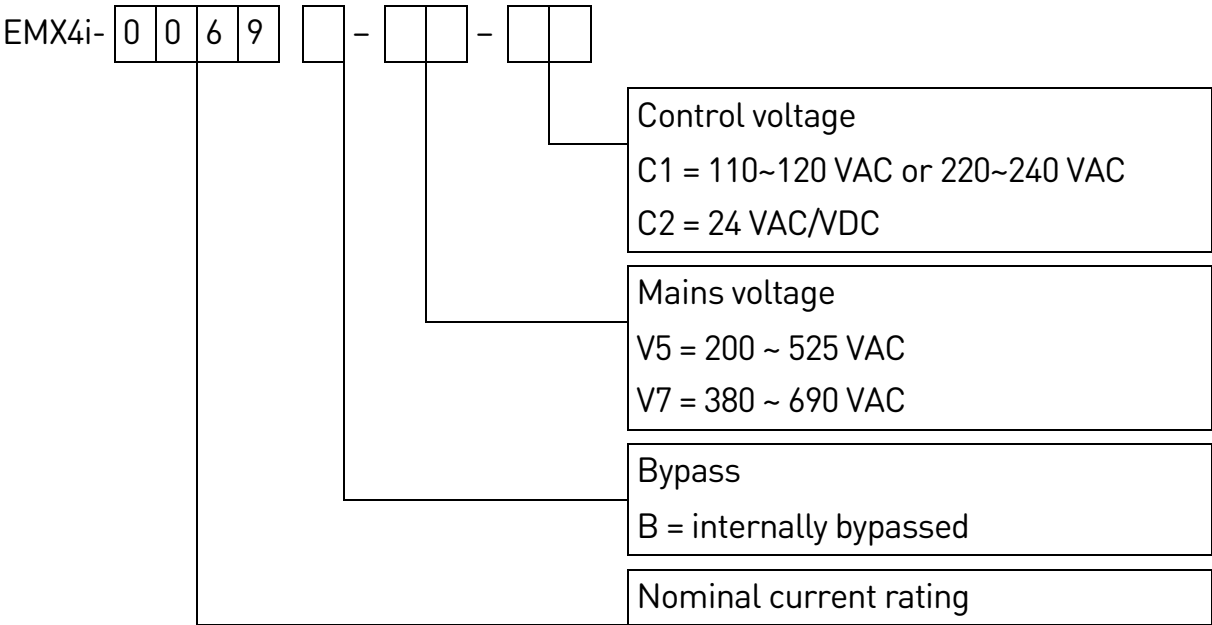 EMX4i- 0 0 6 9 – –
Control voltage
C1 = 110~120 VAC or 220~240 VAC
C2 = 24 VAC/VDC
Mains voltage
V5 = 200 ~ 525 VAC
V7 = 380 ~ 690 VAC
Bypass
B = internally bypassed
Nominal current rating